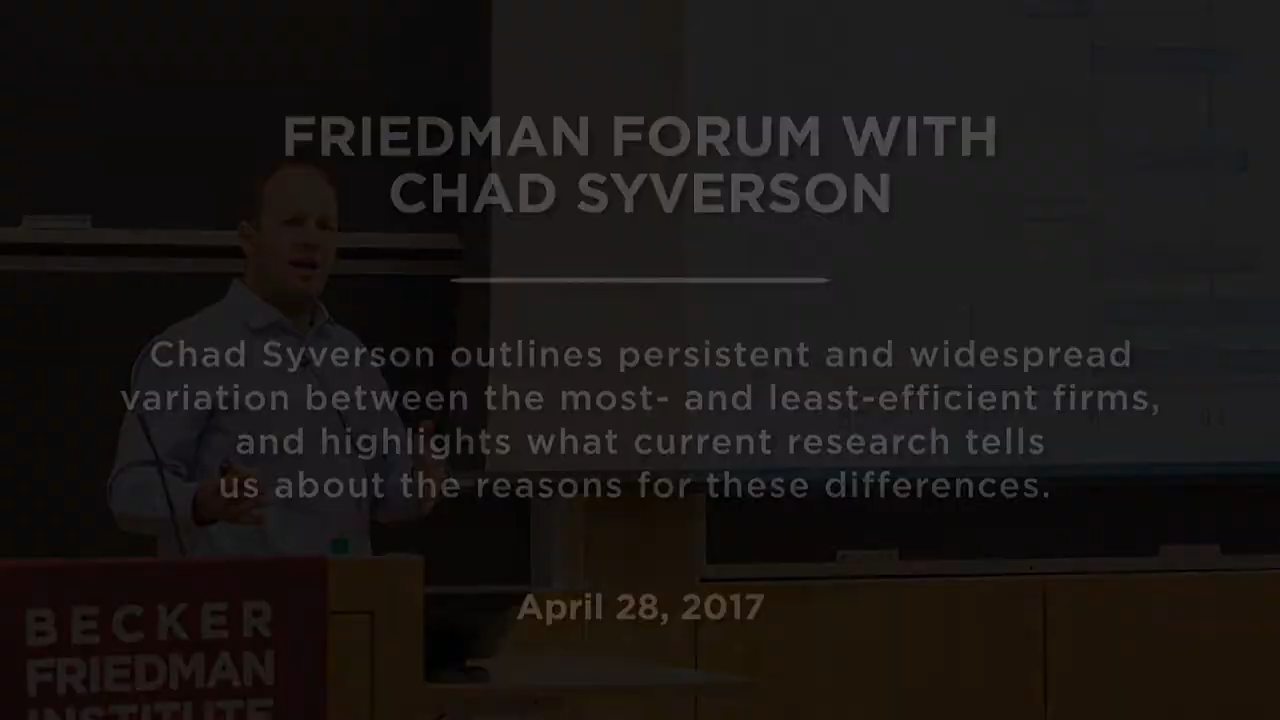 FRIEDMAN FORUM WITH
CHAD SYVERSON
Chad Syverson outlines persistent and widespread
variation between the most- and least-efficient firms,
and highlights what current research tells
us about the reasons for these differences.
April 28, 2017
BECKER
FRIEDMAN
INSTITUTE